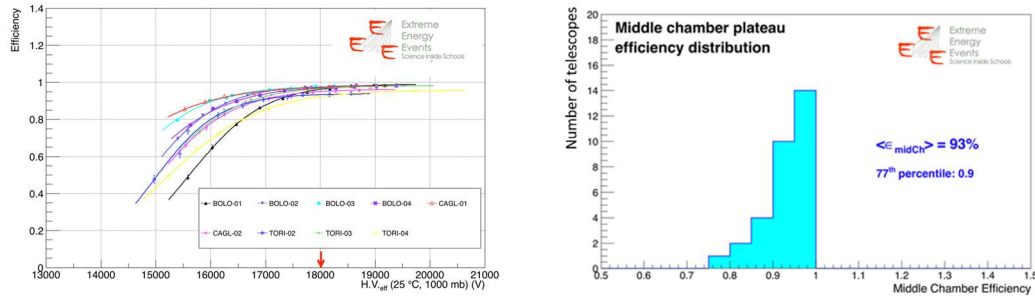 Efficiency
1.4
1.2
1
0.8
0.6
0.4
0.2
0
Extreme
Energy
Events
Science Inside Schools
BOLO-01 BOLO-02 BOLO-03 BOLO-04 CAGL-01
CAGL-02 TORI-02 TORI-03 TORI-04
13000 14000 15000 16000 17000 18000 19000 20000 21000
H.V.eff (25 °C, 1000 mb) (V)
Number of telescopes
20
18
16
14
12
10
8
6
4
2
0
Middle chamber plateau
efficiency distribution
Extreme
Energy
Events
Science Inside Schools
<ϵmidCh> = 93%
77th percentile: 0.9
0.5 0.6 0.7 0.8 0.9 1 1.1 1.2 1.3 1.4 1.5
Middle Chamber Efficiency